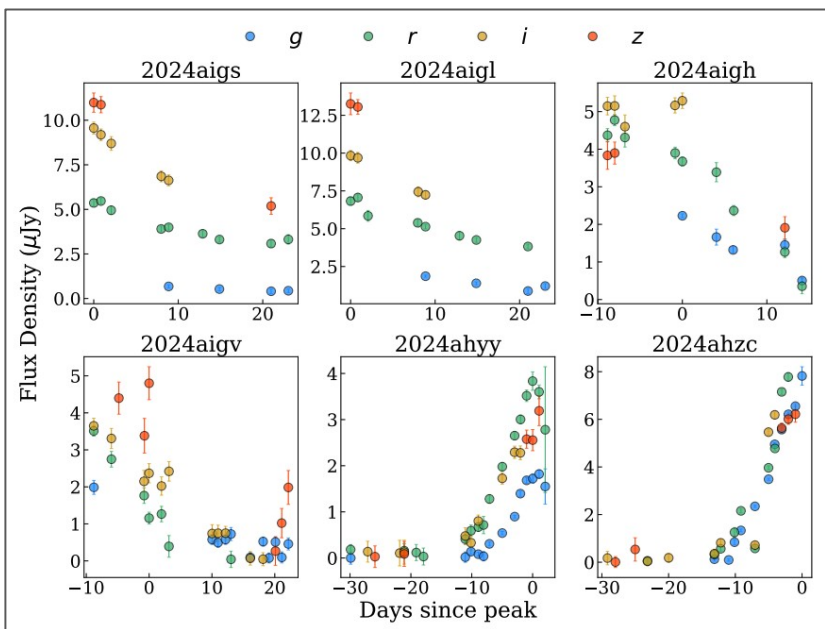 g r i z
2024aigs 2024aigl 2024aigh
10.0
7.5
5.0
2.5
0.0
0 10 20
12.5
10.0
7.5
5.0
2.5
0 10 20
5
4
3
2
1
0
−10 0 10
Flux Density (μJy)
2024aigv 2024ahyy 2024ahzc
5
4
3
2
1
0
−10 0 10 20
4
3
2
1
0
−30 −20 −10 0
8
6
4
2
0
−30 −20 −10 0
Days since peak